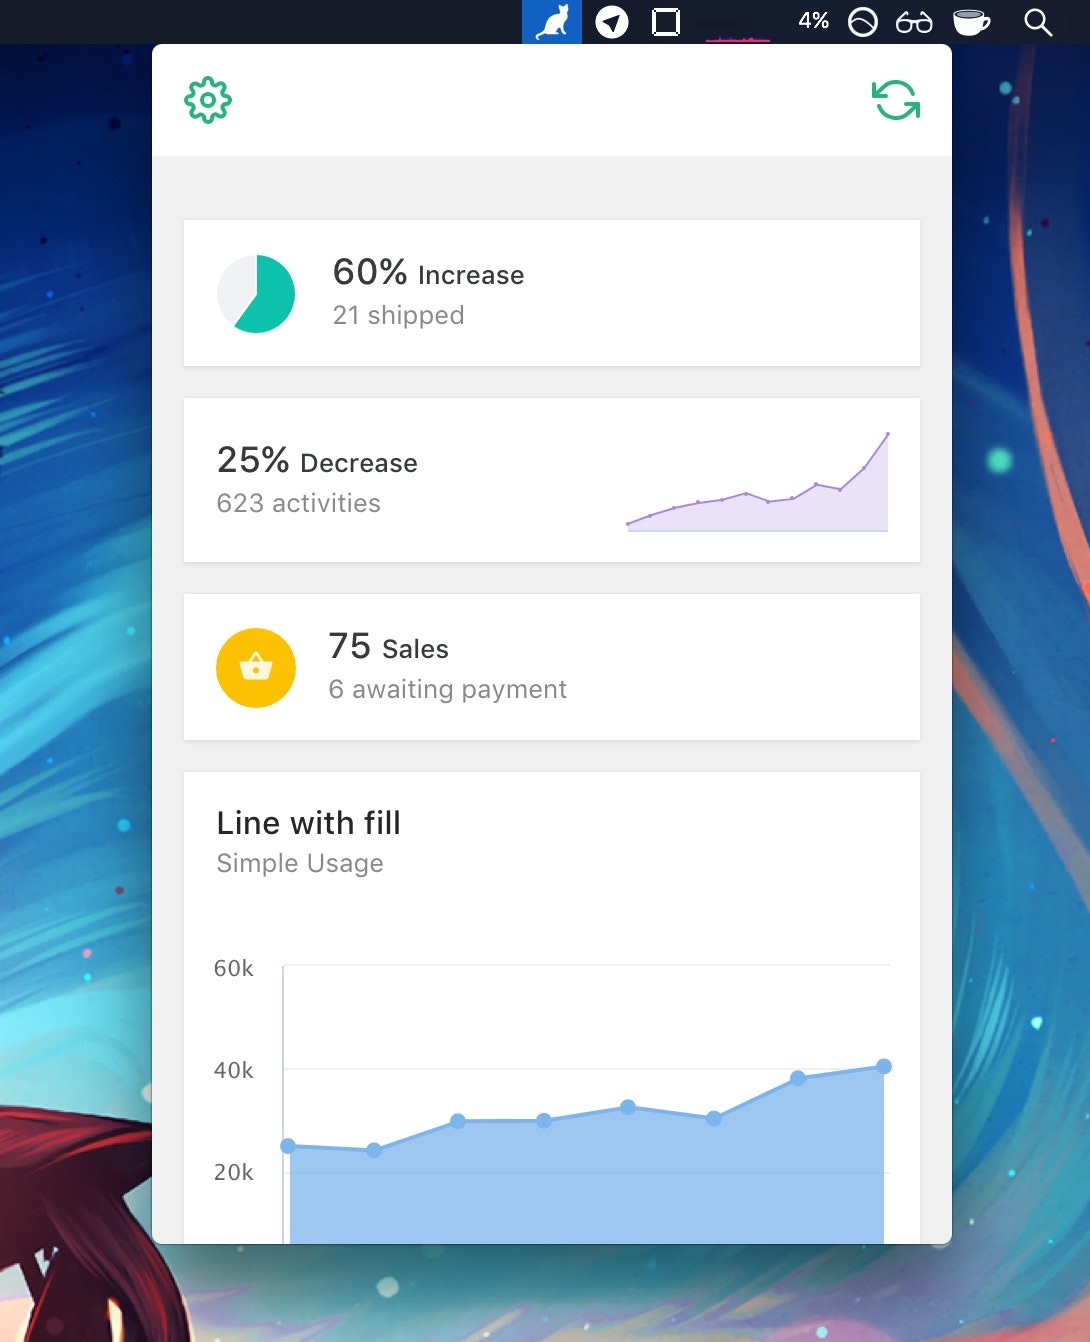 4%
60% Increase
21 shipped
25% Decrease
623 activities
75 Sales
6 awaiting payment
Line with fill
Simple Usage
60k
40k
20k